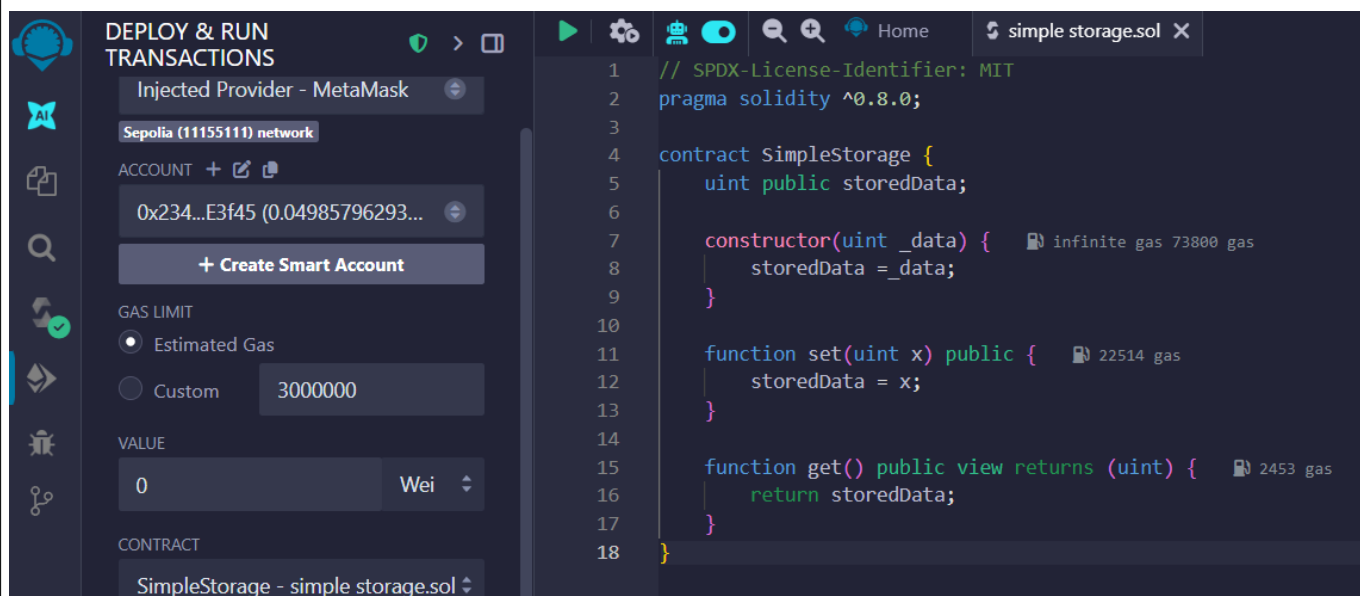 DEPLOY & RUN
TRANSACTIONS
Injected Provider - MetaMask
Sepolia (11155111) network
ACCOUNT
0x234...E3f45 (0.04985796293...
+ Create Smart Account
GAS LIMIT
Estimated Gas
Custom
3000000
VALUE
0
Wei
CONTRACT
SimpleStorage - simple storage.sol
AI
Home
simple storage.sol
1 // SPDX-License-Identifier: MIT
2 pragma solidity ^0.8.0;
3
4 contract SimpleStorage {
5 uint public storedData;
6
7 constructor(uint _data) { infinite gas 73800 gas
8 storedData =_data;
9 }
10
11 function set(uint x) public { 22514 gas
12 storedData = x;
13 }
14
15 function get() public view returns (uint) { 2453 gas
16 return storedData;
17 }
18 }